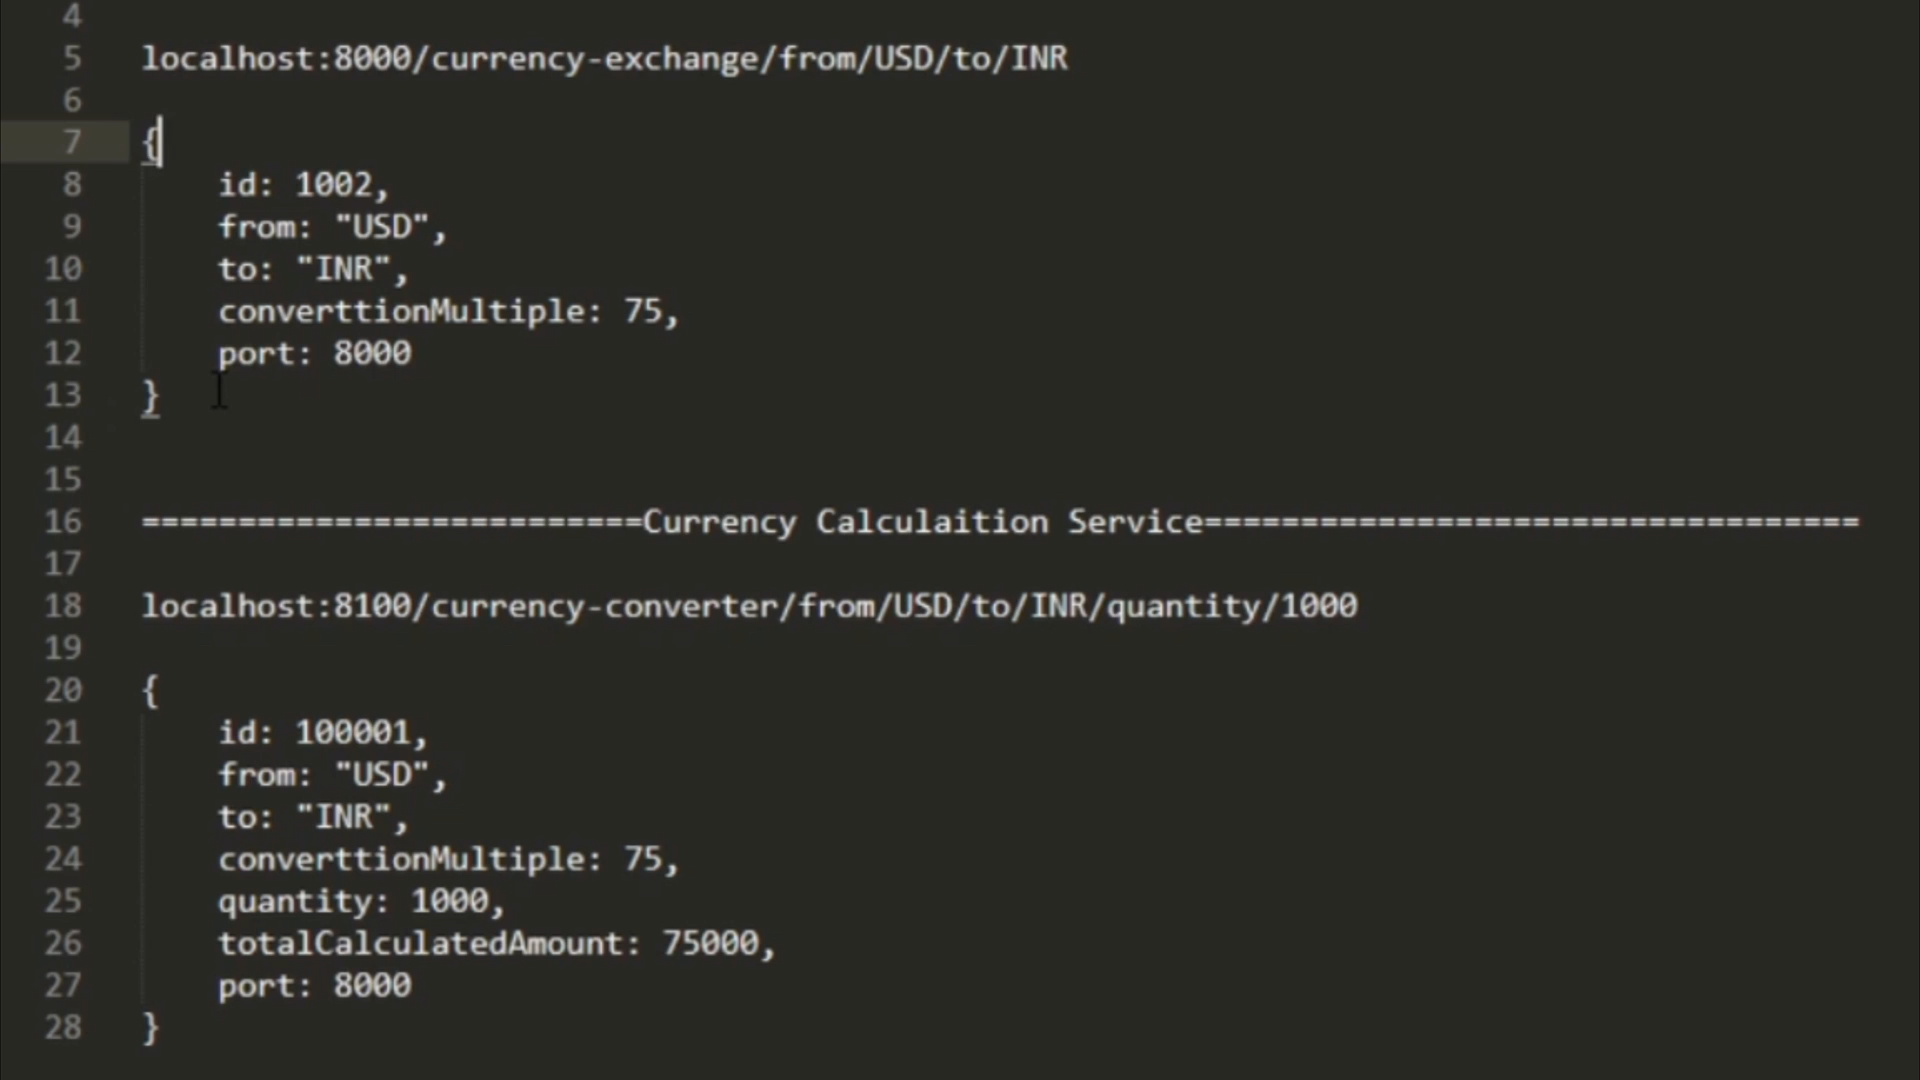 4
5 localhost:8000/currency-exchange/from/USD/to/INR
6
7 {
8 id: 1002,
9 from: "USD",
10 to: "INR",
11 converttionMultiple: 75,
12 port: 8000
13 }
14
15
16 ==========================Currency Calculaition Service==================================
17
18 localhost:8100/currency-converter/from/USD/to/INR/quantity/1000
19
20 {
21 id: 100001,
22 from: "USD",
23 to: "INR",
24 converttionMultiple: 75,
25 quantity: 1000,
26 totalCalculatedAmount: 75000,
27 port: 8000
28 }